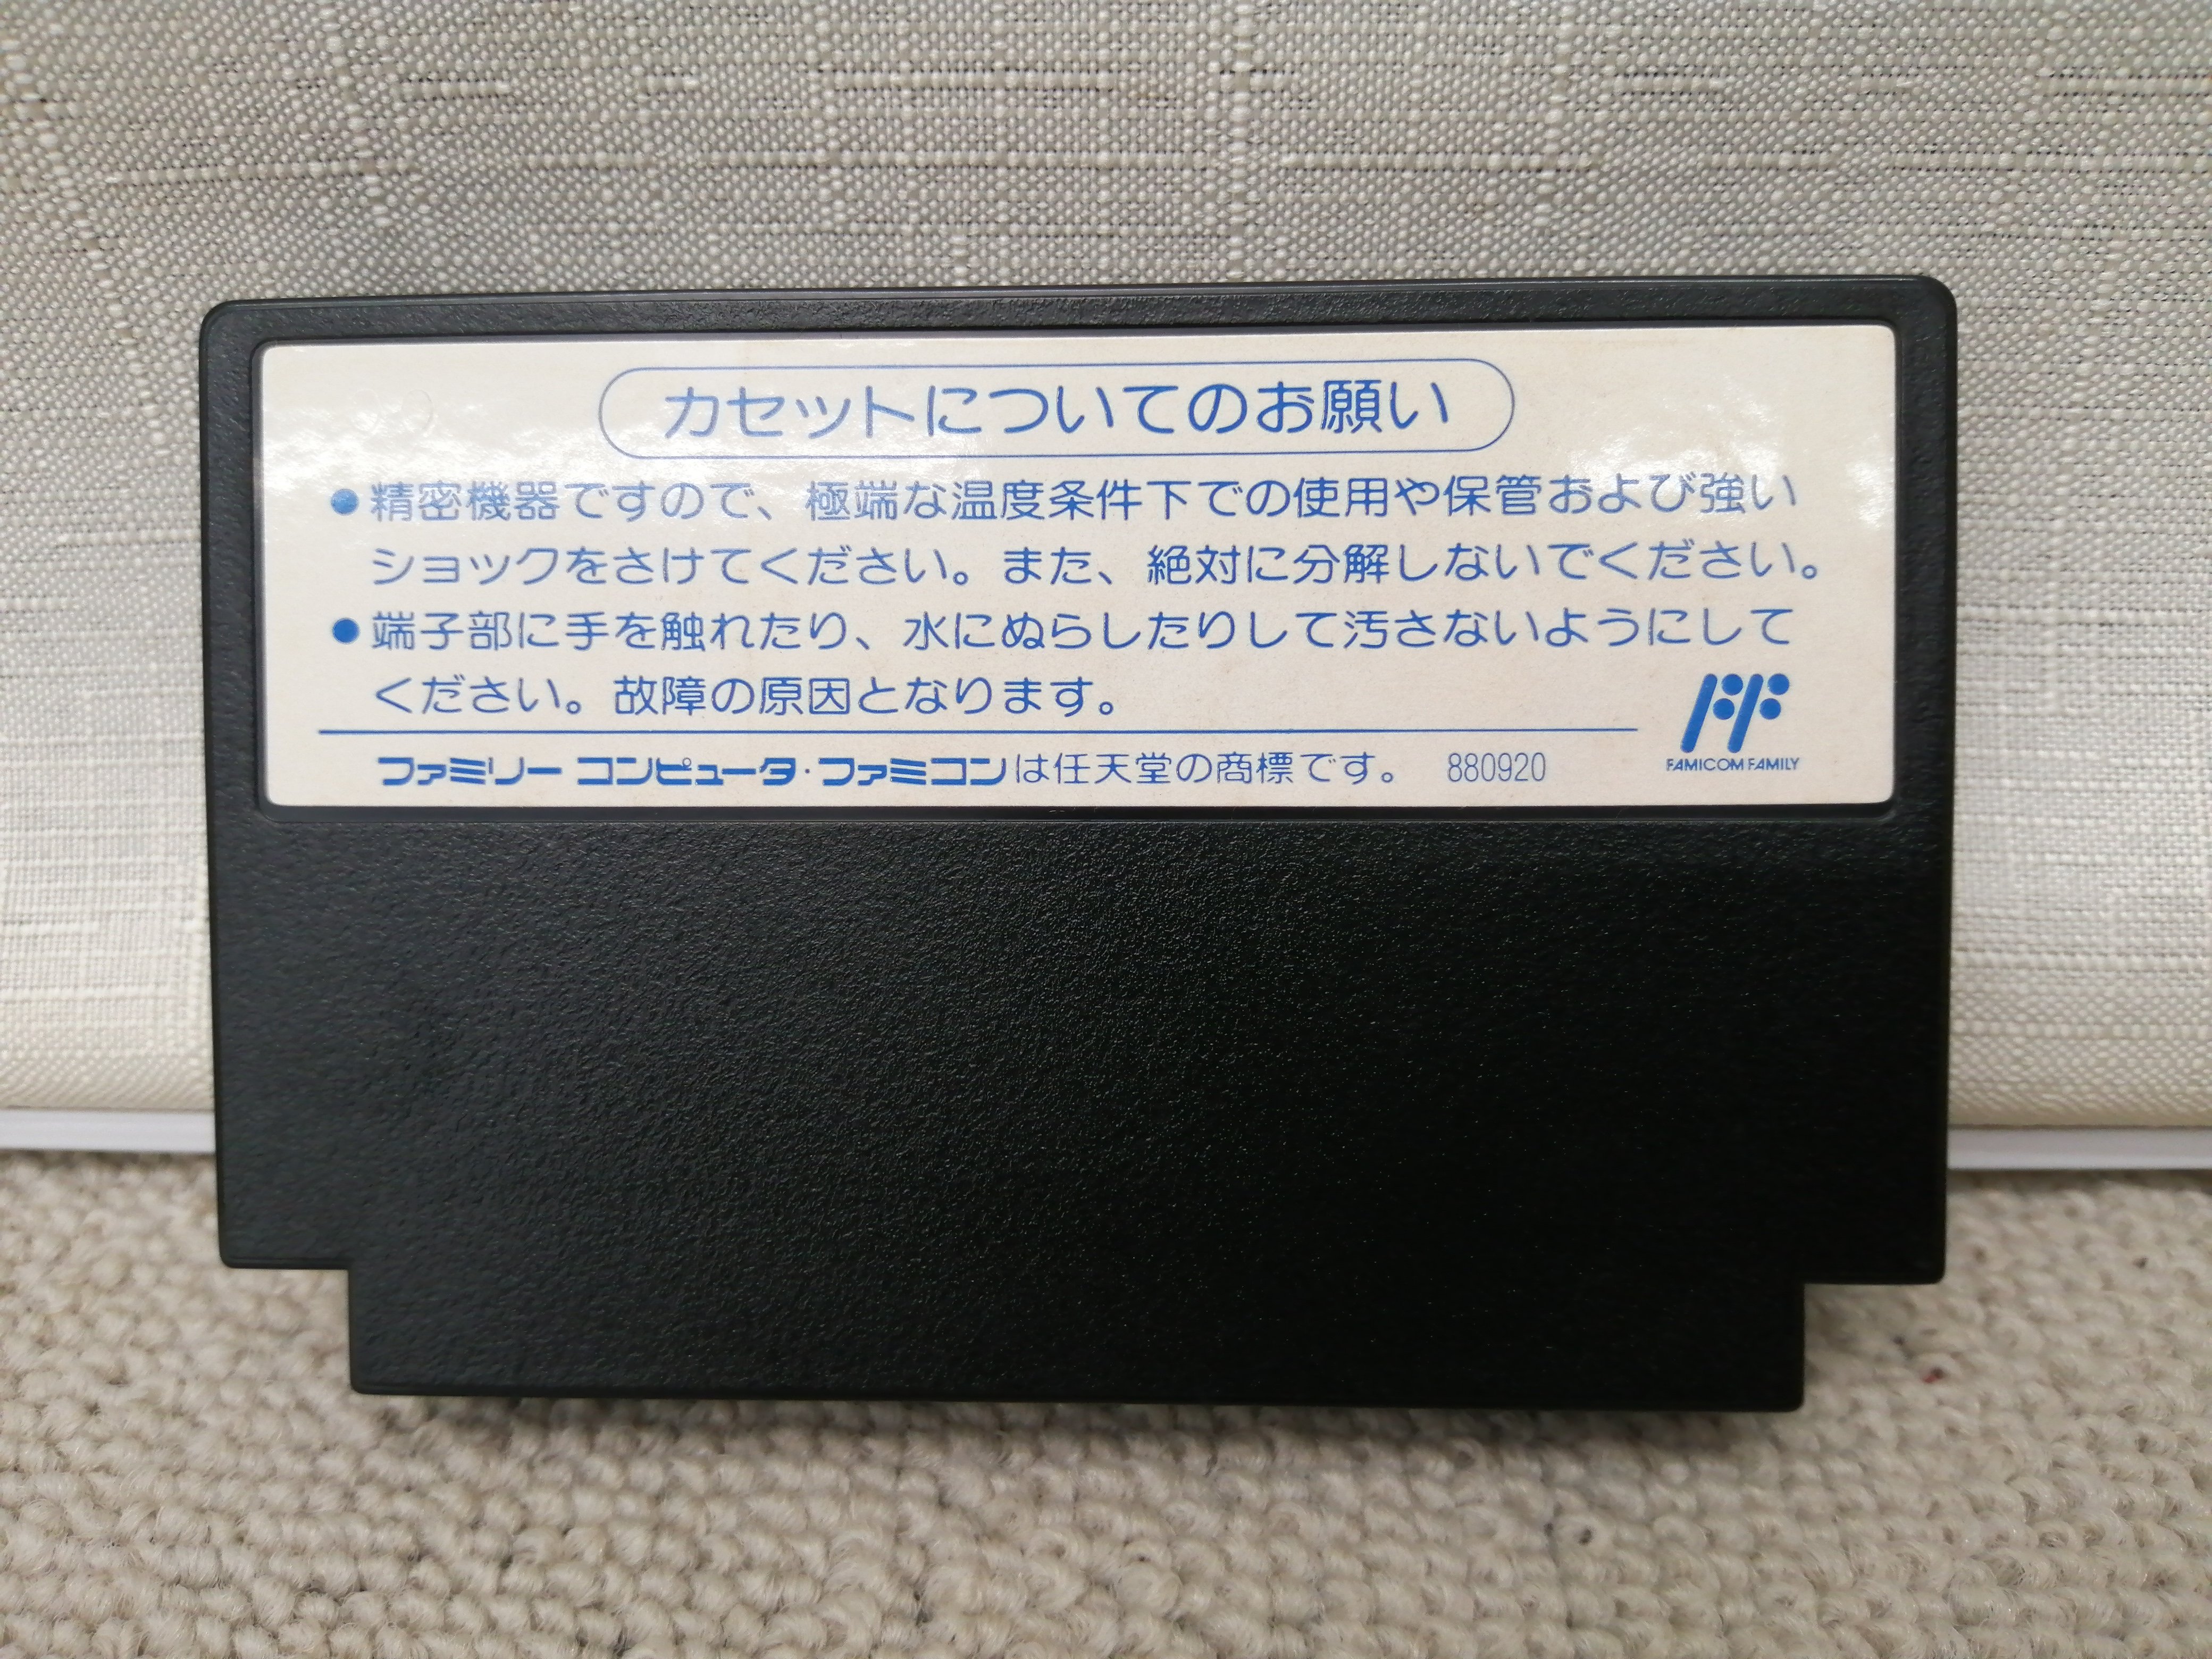 カセットについてのお願い
●精密機器ですので、極端な温度条件下での使用や保管および強い
ショックをさけてください。また、絶対に分解しないでください。
●端子部に手を触れたり、水にぬらしたりして汚さないようにして
ください。故障の原因となります。
FAMICOM FAMILY
ファミリー コンピュータ・ファミコンは任天堂の商標です。 880920